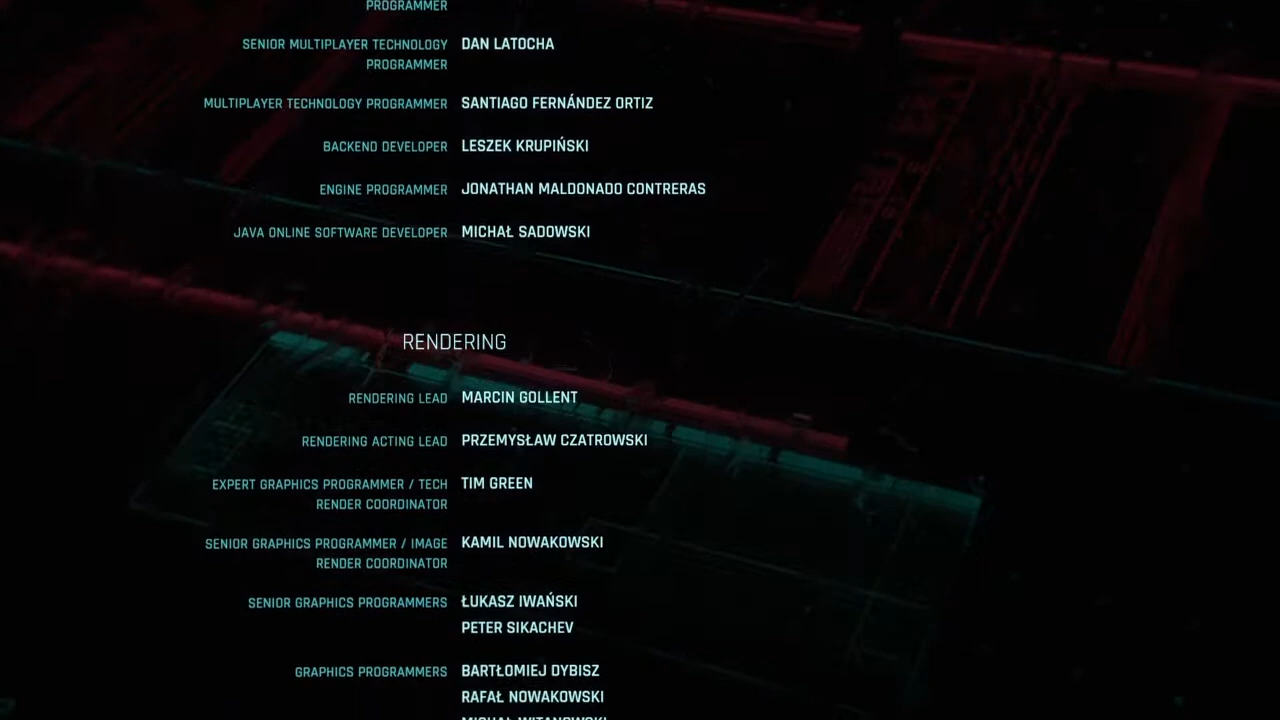 PROGRAMMER
SENIOR MULTIPLAYER TECHNOLOGY DAN LATOCHA
PROGRAMMER
MULTIPLAYER TECHNOLOGY PROGRAMMER SANTIAGO FERNÁNDEZ ORTIZ
BACKEND DEVELOPER LESZEK KRUPIŃSKI
ENGINE PROGRAMMER JONATHAN MALDONADO CONTRERAS
JAVA ONLINE SOFTWARE DEVELOPER MICHAŁ SADOWSKI
RENDERING
RENDERING LEAD MARCIN GOLLENT
RENDERING ACTING LEAD PRZEMYSŁAW CZATROWSKI
EXPERT GRAPHICS PROGRAMMER / TECH TIM GREEN
RENDER COORDINATOR
SENIOR GRAPHICS PROGRAMMER / IMAGE KAMIL NOWAKOWSKI
RENDER COORDINATOR
SENIOR GRAPHICS PROGRAMMERS ŁUKASZ IWAŃSKI
PETER SIKACHEV
GRAPHICS PROGRAMMERS BARTŁOMIEJ DYBISZ
RAFAŁ NOWAKOWSKI